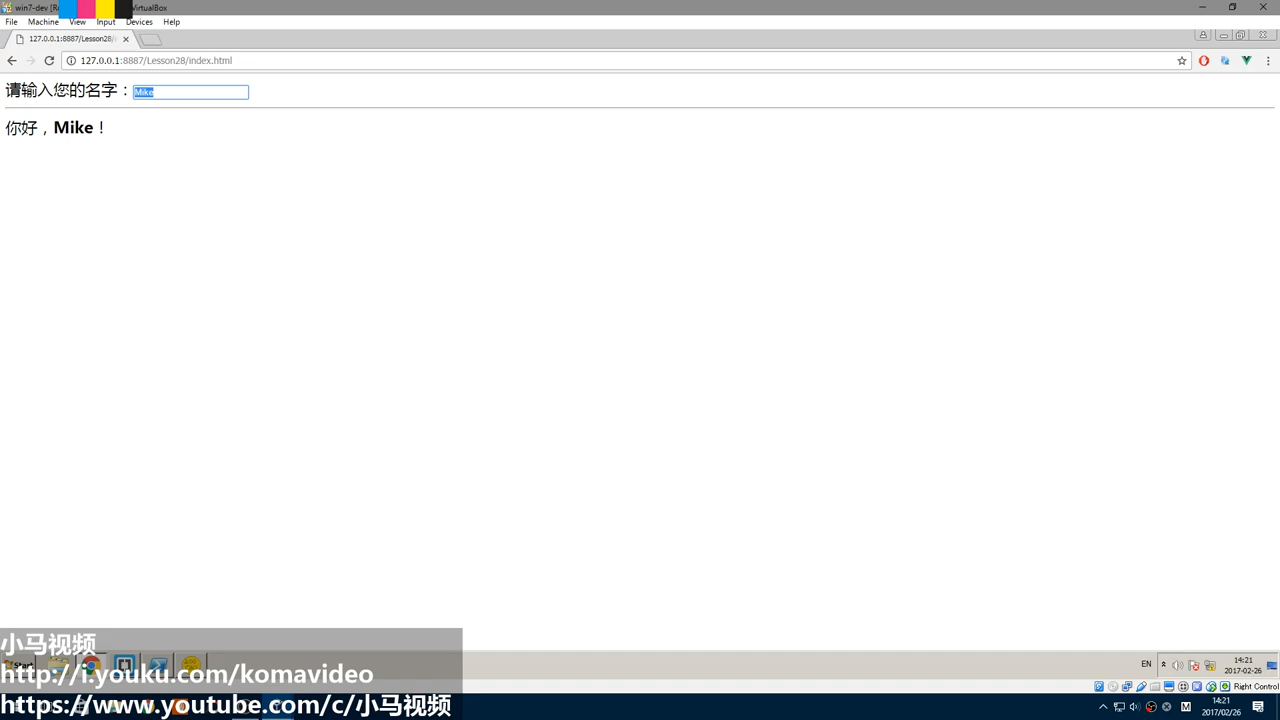 win7-dev [R
VirtualBox
File Machine View Input Devices Help
127.0.0.1:8887/Lesson28/i
127.0.0.1:8887/Lesson28/index.html
请输入您的名字：Mike
你好，Mike！
小马视频
Start
http://i.youku.com/komavideo
https://www.youtube.com/c/小马视频
EN
14:21
2017-02-26
Right Control
M
14:21
2017/02/26